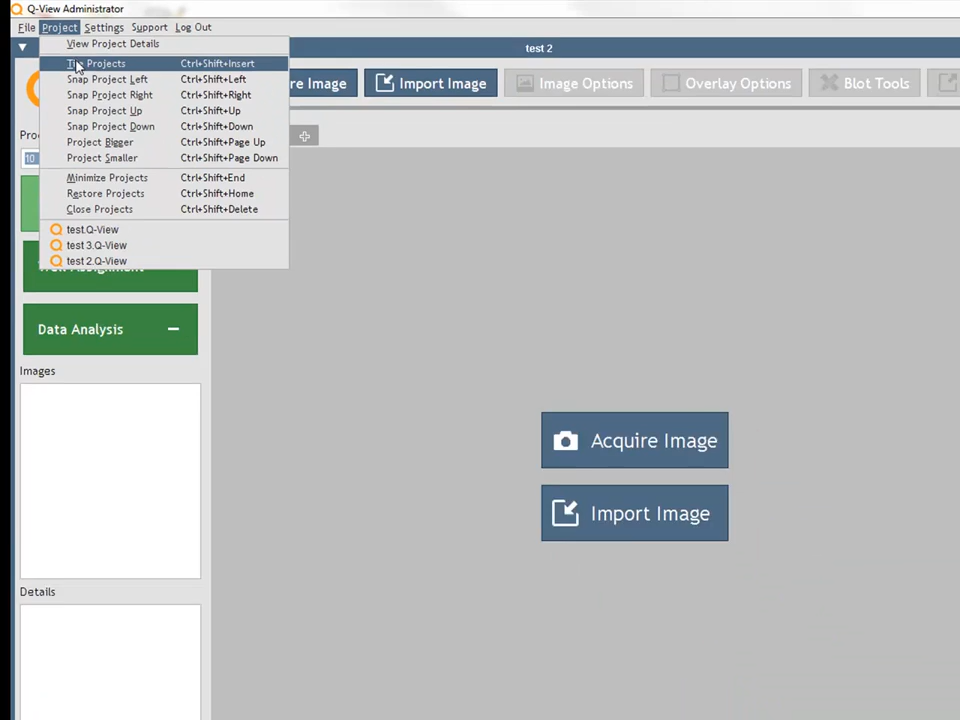 Q-View Administrator
File Project Settings Support Log Out
test 2
View Project Details
Projects Ctrl+Shift+Insert
Snap Project Left Ctrl+Shift+Left
Snap Project Right Ctrl+Shift+Right
Snap Project Up Ctrl+Shift+Up
Snap Project Down Ctrl+Shift+Down
Project Bigger Ctrl+Shift+Page Up
Project Smaller Ctrl+Shift+Page Down
Minimize Projects Ctrl+Shift+End
Restore Projects Ctrl+Shift+Home
Close Projects Ctrl+Shift+Delete
test.Q-View
test 3.Q-View
test 2.Q-View
re Image Import Image Image Options Overlay Options Blot Tools
10
Data Analysis
Images
Details
Acquire Image
Import Image